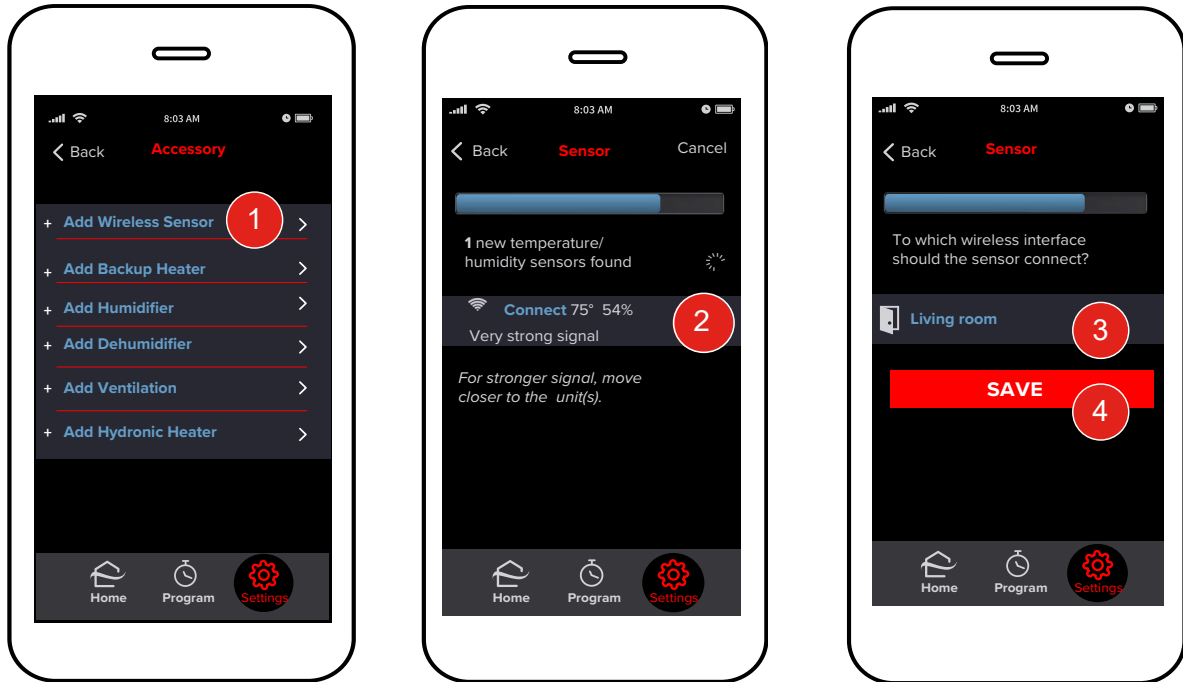 8:03 AM
Back Accessory
+ Add Wireless Sensor 1
+ Add Backup Heater
+ Add Humidifier
+ Add Dehumidifier
+ Add Ventilation
+ Add Hydronic Heater
Home Program Settings
8:03 AM
Back Sensor Cancel
1 new temperature/
humidity sensors found
Connect 75° 54%
2
Very strong signal
For stronger signal, move
closer to the unit(s).
Home Program Settings
8:03 AM
Back Sensor
To which wireless interface
should the sensor connect?
Living room
3
SAVE
4
Home Program Settings